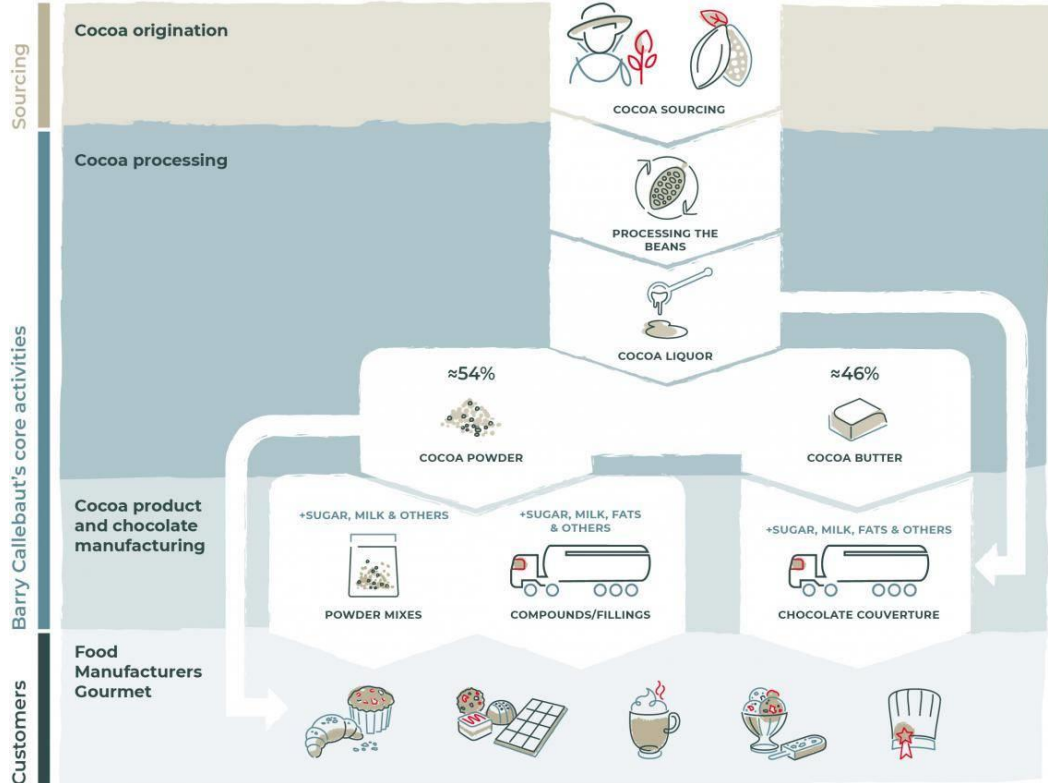 Sourcing
Cocoa origination
COCOA SOURCING
Barry Callebaut's core activities
Cocoa processing
PROCESSING THE
BEANS
COCOA LIQUOR
≈54%
≈46%
COCOA POWDER
COCOA BUTTER
Cocoa product
and chocolate
manufacturing
+SUGAR, MILK & OTHERS
+SUGAR, MILK, FATS
& OTHERS
+SUGAR, MILK, FATS & OTHERS
POWDER MIXES
COMPOUNDS/FILLINGS
CHOCOLATE COUVERTURE
Customers
Food
Manufacturers
Gourmet